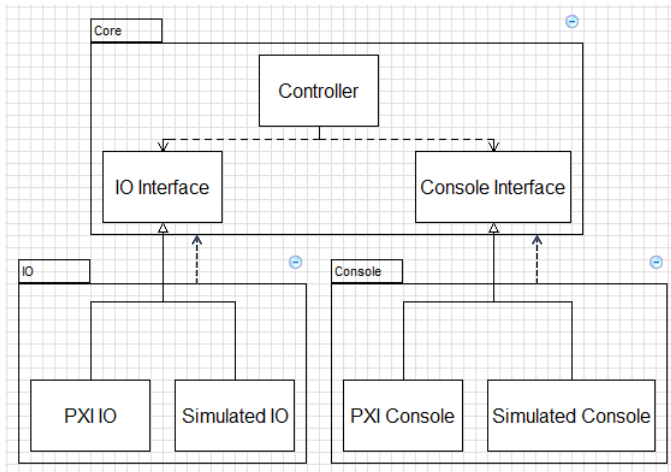 Core
Controller
IO Interface
Console Interface
IO
Console
PXI IO
Simulated IO
PXI Console
Simulated Console